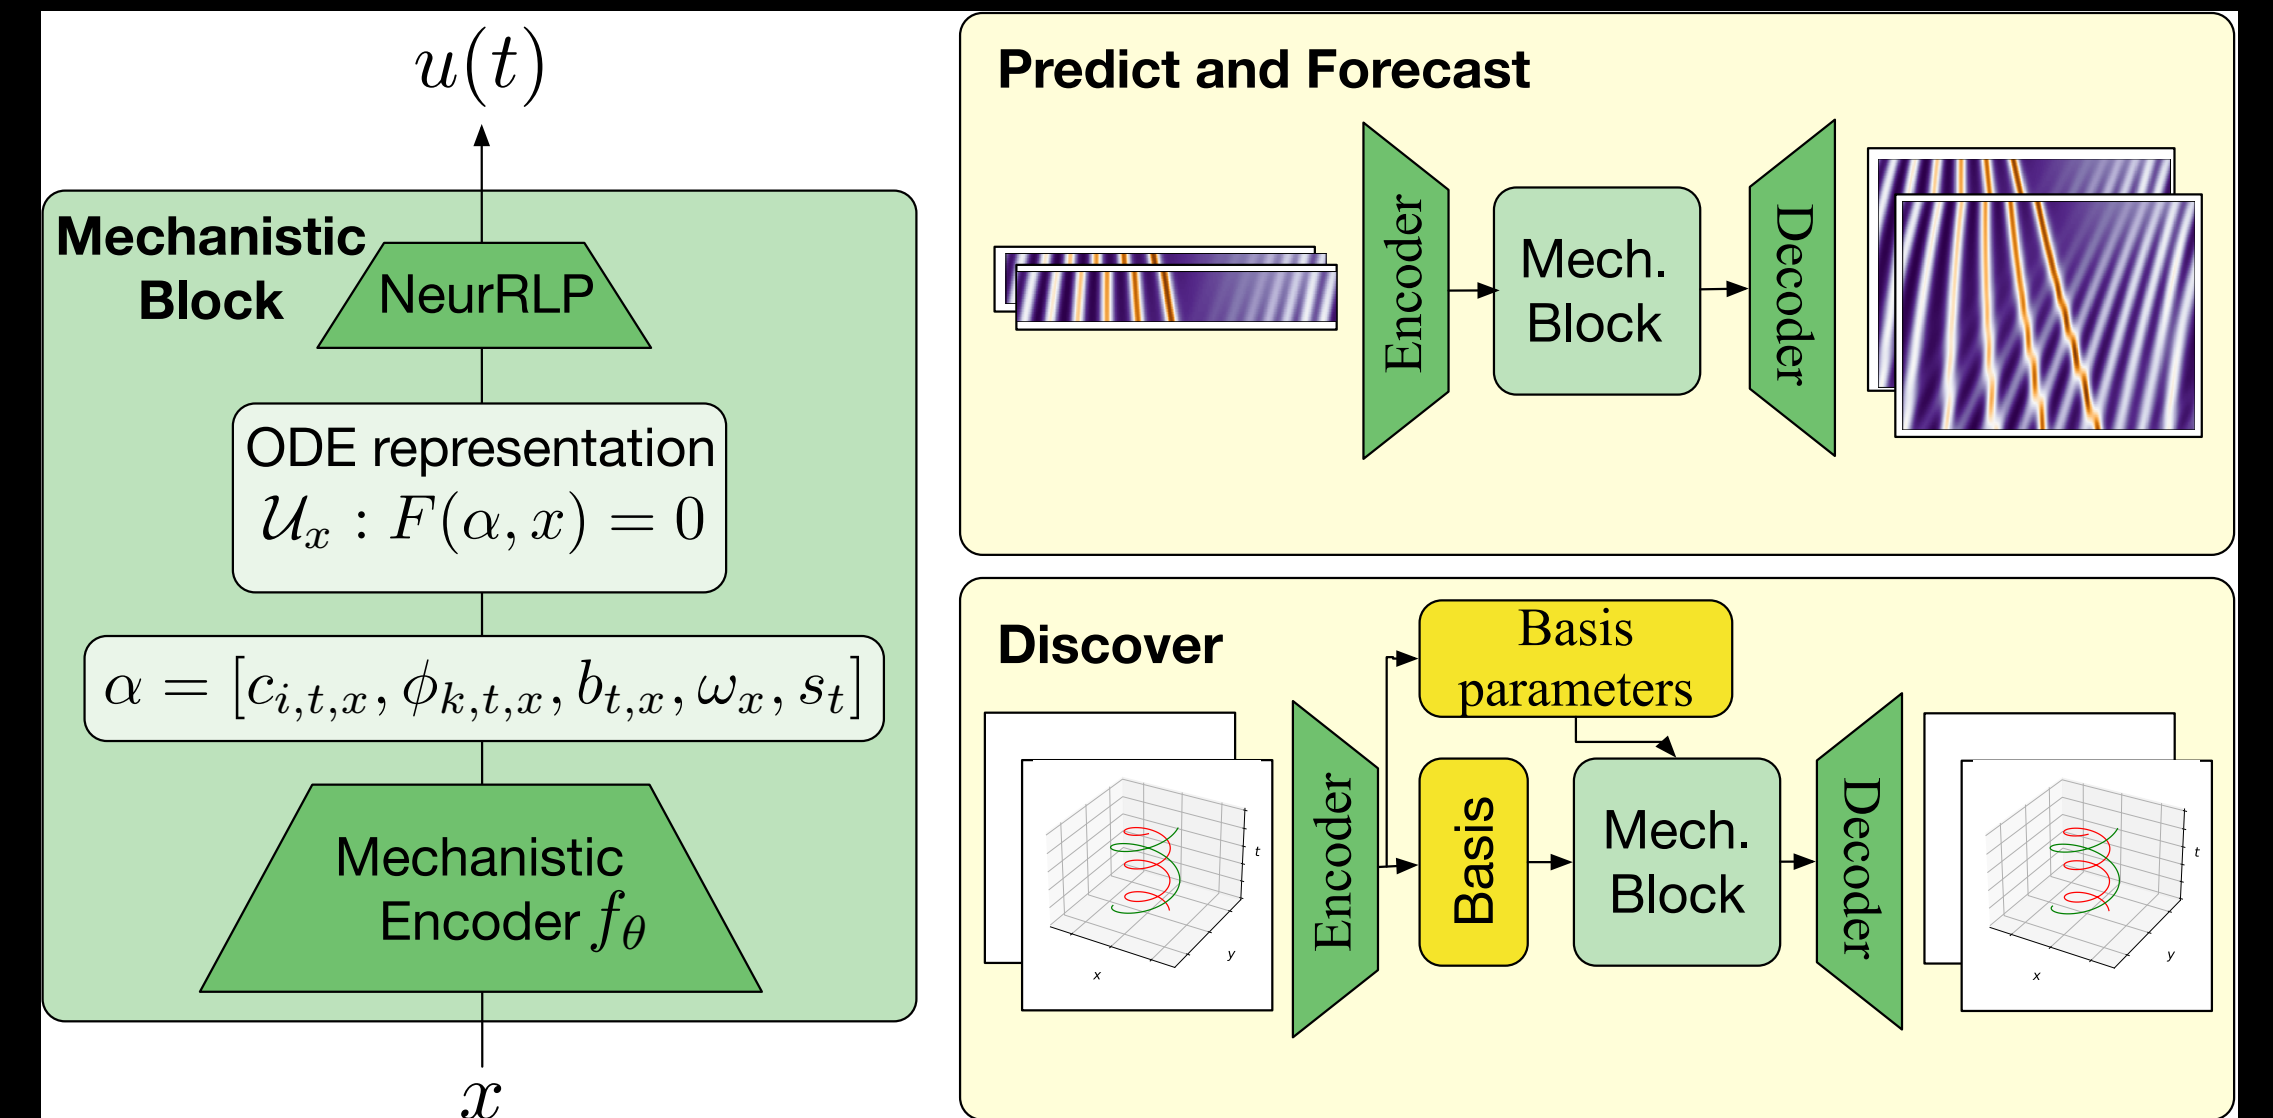 u(t)
Mechanistic
Block
NeurRLP
ODE representation
𝒰ₓ : F(α, x) = 0
α = [c_{i,t,x}, ϕ_{k,t,x}, b_{t,x}, ω_x, s_t]
Mechanistic
Encoder f_θ
x
Predict and Forecast
Encoder
Mech.
Block
Decoder
Discover
Basis
parameters
Encoder
Basis
Mech.
Block
Decoder
t
y
x
t
y
x